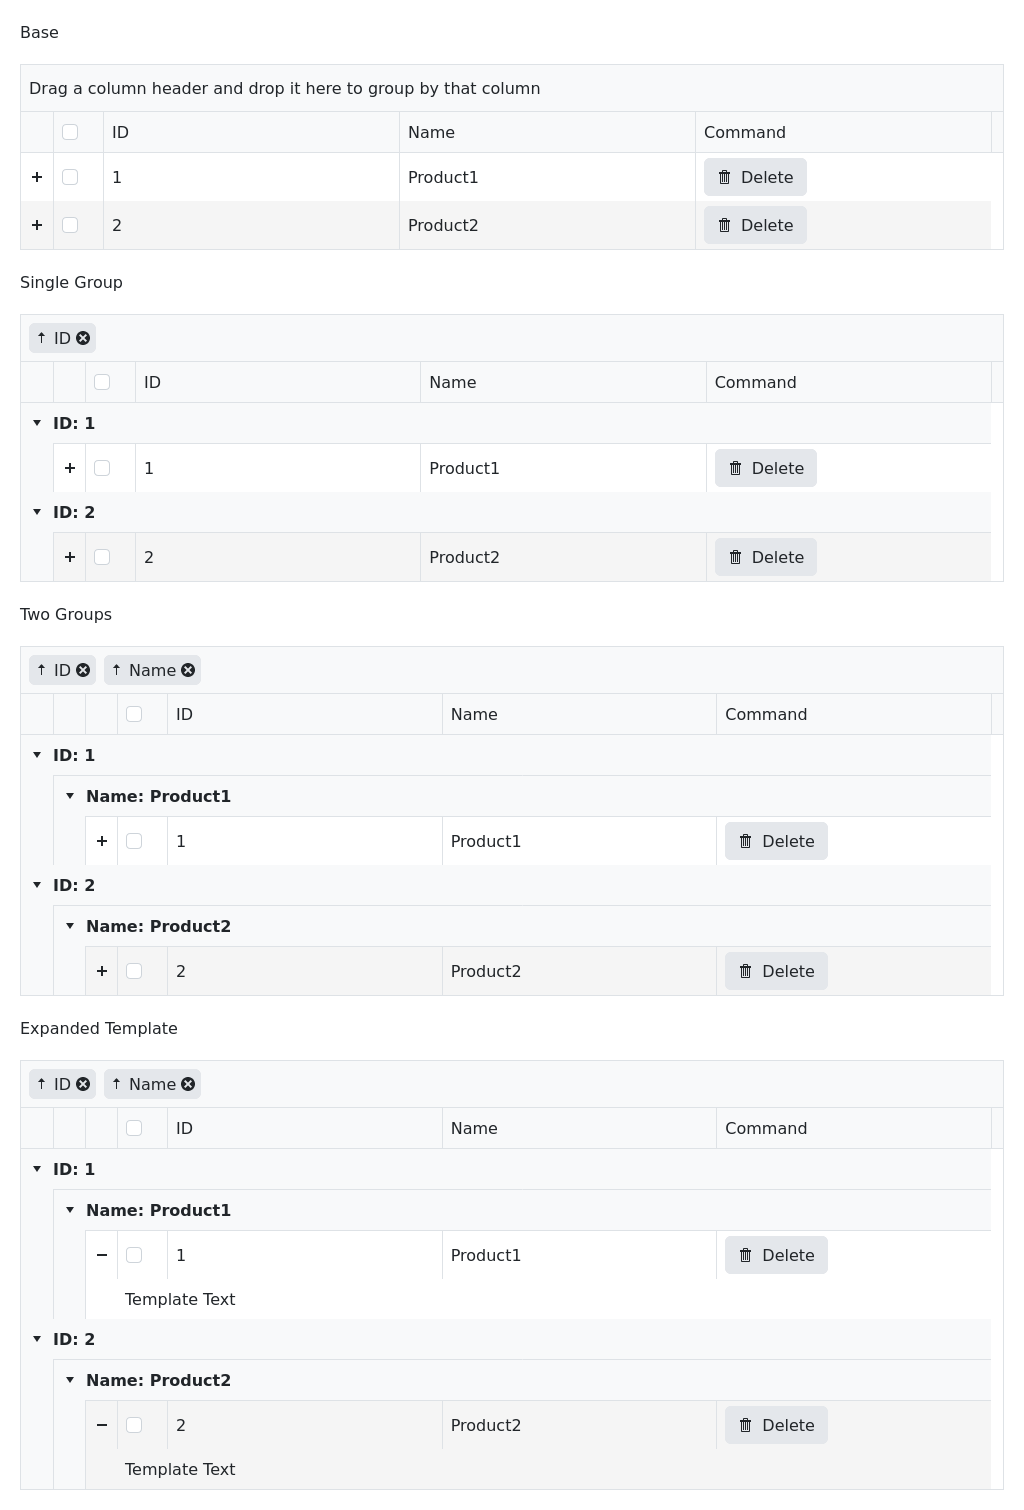 Base
Drag a column header and drop it here to group by that column
ID Name Command
1 Product1 Delete
2 Product2 Delete
Single Group
ID
ID Name Command
ID: 1
1 Product1 Delete
ID: 2
2 Product2 Delete
Two Groups
ID Name
ID Name Command
ID: 1
Name: Product1
1 Product1 Delete
ID: 2
Name: Product2
2 Product2 Delete
Expanded Template
ID Name
ID Name Command
ID: 1
Name: Product1
1 Product1 Delete
Template Text
ID: 2
Name: Product2
2 Product2 Delete
Template Text